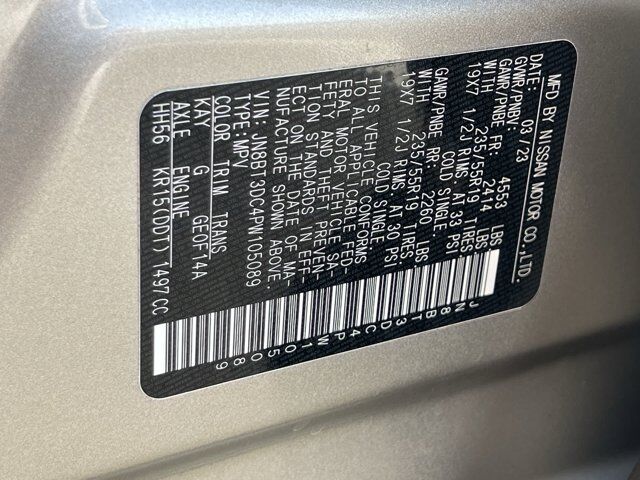 MFD BY NISSAN MOTOR CO.,LTD.
DATE: 03/23
GVWR/PNBV: 4553 LBS
GAWR/PNBE FR: 2414 LBS
WITH 235/55R19 TIRES
19X7 1/2J RIMS AT 33 PSI
COLD SINGLE
GAWR/PNBE RR: 2260 LBS
WITH 235/55R19 TIRES
19X7 1/2J RIMS AT 30 PSI
COLD SINGLE
THIS VEHICLE CONFORMS
TO ALL APPLICABLE FED-
ERAL MOTOR VEHICLE SA-
FETY AND THEFT PREVEN-
TION STANDARDS IN EFF-
ECT ON THE DATE OF MA-
NUFACTURE SHOWN ABOVE.
VIN: JN8BT3DC4PW105089
TYPE: MPV
COLOR TRIM TRANS
KAY G GE0F14A
AXLE ENGINE
HH56 KR15(DDT) 1497CC
JN8BT3DC4PW105089